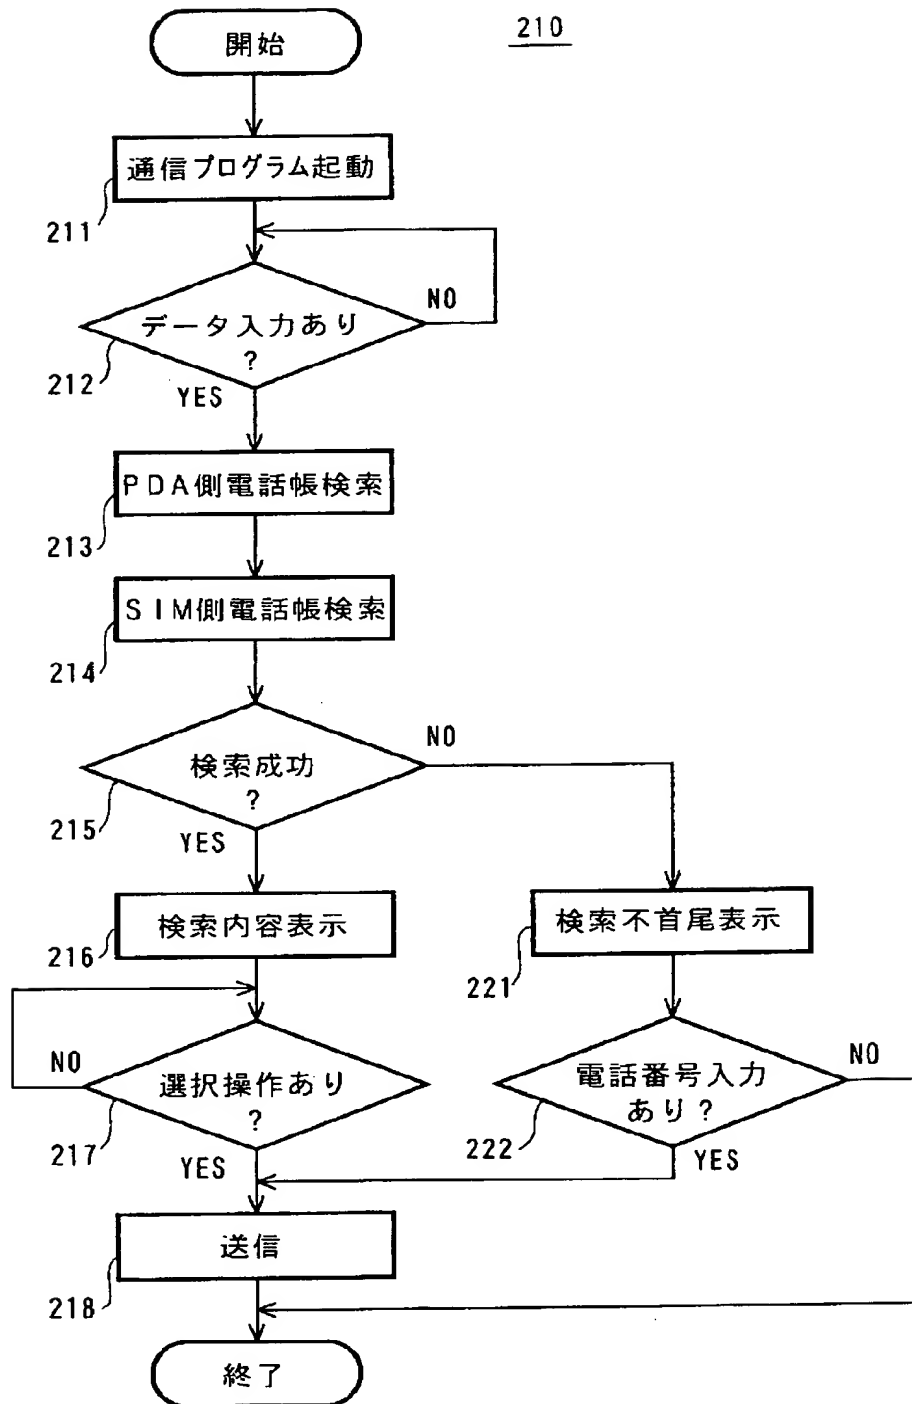 210
開始
通信プログラム起動
211
データ入力あり
?
NO
212
YES
PDA側電話帳検索
213
SIM側電話帳検索
214
検索成功
?
NO
215
YES
検索内容表示
216
検索不首尾表示
221
選択操作あり
?
NO
217
YES
電話番号入力
あり?
NO
222
YES
送信
218
終了